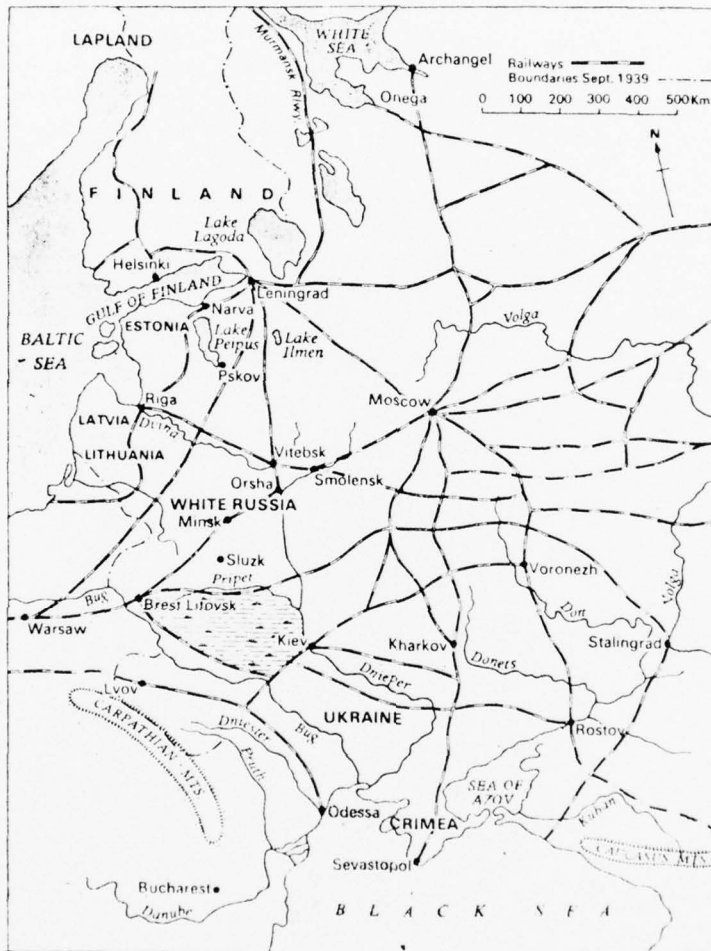 LAPLAND
WHITE
SEA
Archangel
Railways
Boundaries Sept. 1939
0 100 200 300 400 500 Km
Murmansk Rlwy.
Onega
N
FINLAND
Lake
Lagoda
Helsinki
GULF OF FINLAND
Leningrad
Narva
ESTONIA
Lake
Peipus
Lake
Ilmen
Volga
BALTIC
SEA
Pskov
Riga
Moscow
LATVIA
Dvina
LITHUANIA
Vitebsk
Orsha
Smolensk
WHITE RUSSIA
Minsk
Sluzk
Pripet
Voronezh
Volga
Bug
Brest Litovsk
Don
Warsaw
Kiev
Kharkov
Donets
Stalingrad
Dnieper
Lvov
UKRAINE
CARPATHIAN MTS
Dniester
Bug
Rostov
Pruth
SEA OF
AZOV
Odessa
CRIMEA
Kuban
Sevastopol
CAUCASUS MTS
Bucharest
Danube
BLACK SEA